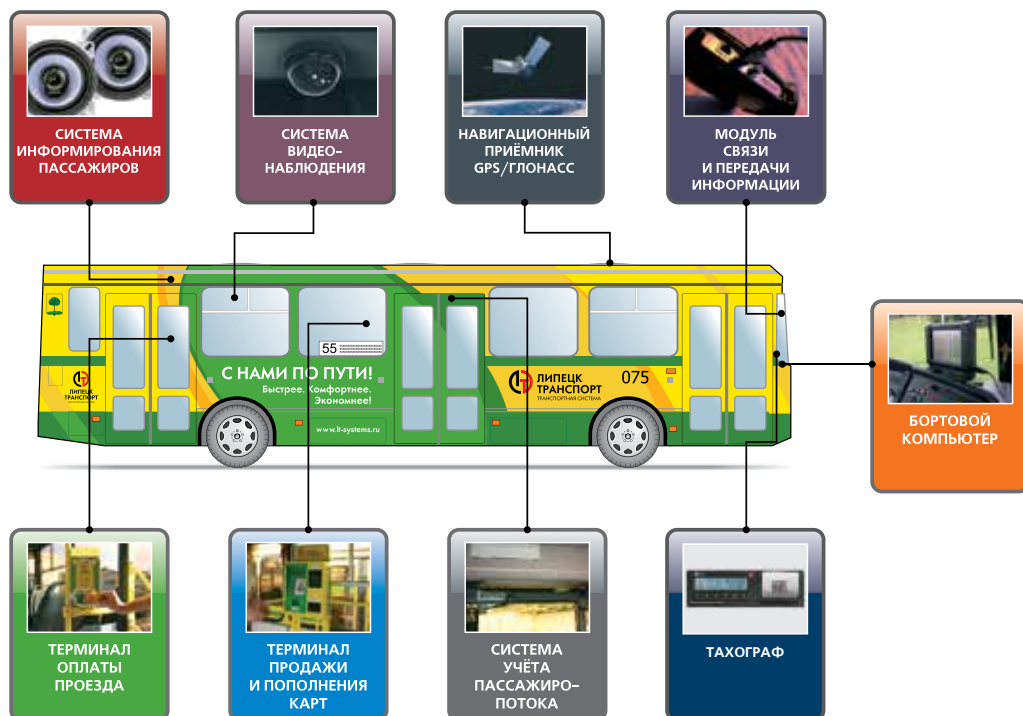 СИСТЕМА
ИНФОРМИРОВАНИЯ
ПАССАЖИРОВ
СИСТЕМА
ВИДЕО–
НАБЛЮДЕНИЯ
НАВИГАЦИОННЫЙ
ПРИЁМНИК
GPS/ГЛОНАСС
МОДУЛЬ
СВЯЗИ
И ПЕРЕДАЧИ
ИНФОРМАЦИИ
55
С НАМИ ПО ПУТИ!
Быстрее. Комфортнее.
Экономнее!
www.lt-systems.ru
ЛИПЕЦК
ТРАНСПОРТ
ЛИПЕЦК
ТРАНСПОРТ
ТРАНСПОРТНАЯ СИСТЕМА
075
БОРТОВОЙ
КОМПЬЮТЕР
ТЕРМИНАЛ
ОПЛАТЫ
ПРОЕЗДА
ТЕРМИНАЛ
ПРОДАЖИ
И ПОПОЛНЕНИЯ
КАРТ
СИСТЕМА
УЧЁТА
ПАССАЖИРО–
ПОТОКА
ТАХОГРАФ